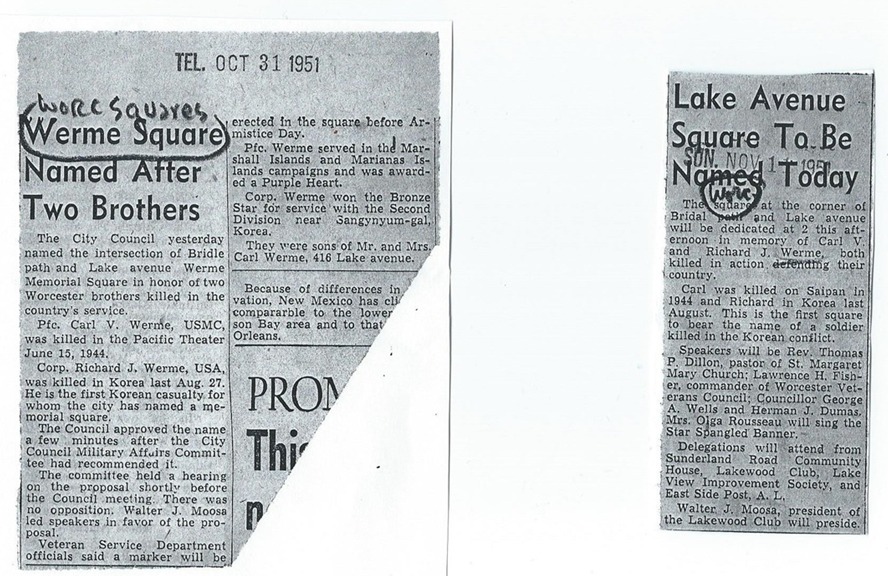 TEL. OCT 31 1951
WORC Squares
Werme Square
Named After
Two Brothers
The City Council yesterday
named the intersection of Bridle
path and Lake avenue Werme
Memorial Square in honor of two
Worcester brothers killed in the
country's service.
Pfc. Carl V. Werme, USMC,
was killed in the Pacific Theater
June 15, 1944.
Corp. Richard J. Werme, USA,
was killed in Korea last Aug. 27.
He is the first Korean casualty for
whom the city has named a me-
morial square.
The Council approved the name
a few minutes after the City
Council Military Affairs Commit-
tee had recommended it.
The committee held a hearing
on the prpposal shortly before
the Council meeting. There was
no opposition. Walter J. Moosa
led speakers in favor of the pro-
posal.
Veteran Service Department
officials said a marker will be
erected in the square before Ar-
mistice Day.
Pfc. Werme served in the Mar-
shall Islands and Marianas Is-
lands campaigns and was award-
ed a Purple Heart.
Corp. Werme won the Bronze
Star for service with the Second
Division near Sangynyum-gal,
Korea.
They were sons of Mr. and Mrs.
Carl Werme, 416 Lake avenue.
Because of differences in
vation, New Mexico has cli
compararble to the lower
son Bay area and to that
Orleans.
PROM
This
n
Lake Avenue
Square To Be
SUN. NOV 1 1951
Named Today
Worc
The square at the corner of
Bridal path and Lake avenue
will be dedicated at 2 this aft-
ernoon in memory of Carl V.
and Richard J. Werme, both
killed in action defending their
country.
Carl was killed on Saipan in
1944 and Richard in Korea last
August. This is the first square
to bear the name of a soldier
killed in the Korean conflict.
Speakers will be Rev. Thomas
P. Dillon, pastor of St. Margaret
Mary Church; Lawrence H. Fish-
er, commander of Worcester Vet-
erans Council; Councillor George
A. Wells and Herman J. Dumas.
Mrs. Olga Rousseau will sing the
Star Spangled Banner.
Delegations will attend from
Sunderland Road Community
House, Lakewood Club, Lake
View Improvement Society, and
East Side Post, A. L.
Walter J. Moosa, president of
the Lakewood Club will preside.